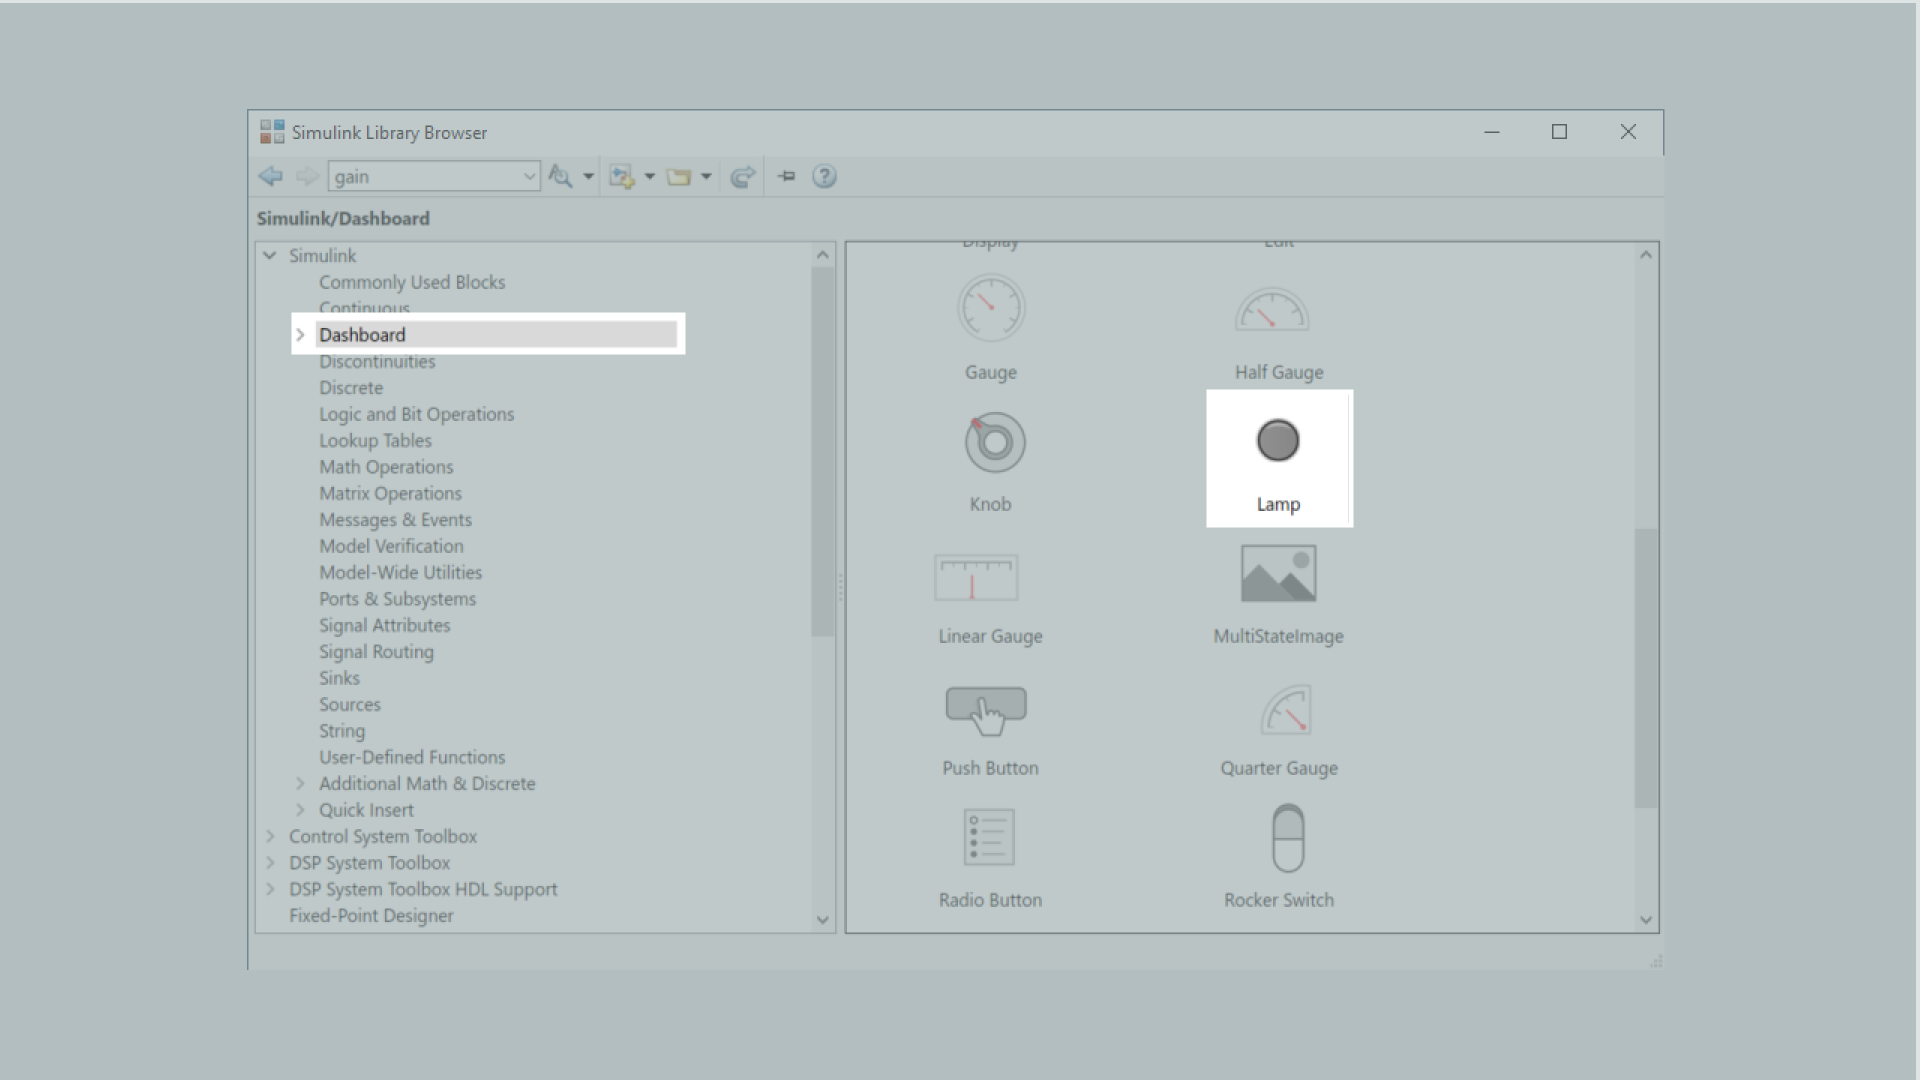 Simulink Library Browser
gain
Simulink/Dashboard
Simulink
Commonly Used Blocks
Continuous
Dashboard
Discontinuities
Discrete
Logic and Bit Operations
Lookup Tables
Math Operations
Matrix Operations
Messages & Events
Model Verification
Model-Wide Utilities
Ports & Subsystems
Signal Attributes
Signal Routing
Sinks
Sources
String
User-Defined Functions
Additional Math & Discrete
Quick Insert
Control System Toolbox
DSP System Toolbox
DSP System Toolbox HDL Support
Fixed-Point Designer
Display
Edit
Gauge
Half Gauge
Knob
Lamp
Linear Gauge
MultiStateImage
Push Button
Quarter Gauge
Radio Button
Rocker Switch